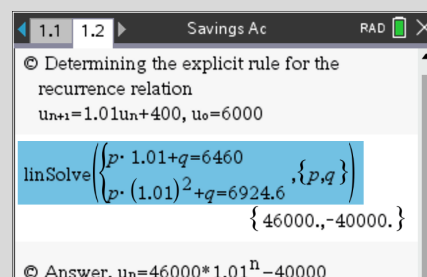 1.1 1.2 Savings Ac RAD
© Determining the explicit rule for the
recurrence relation
uₙ₊₁=1.01uₙ+400, u₀=6000
linSolve({p·1.01+q=6460
p·(1.01)²+q=6924.6 ,{p,q})
{46000.,-40000.}
© Answer, uₙ=46000*1.01ⁿ-40000